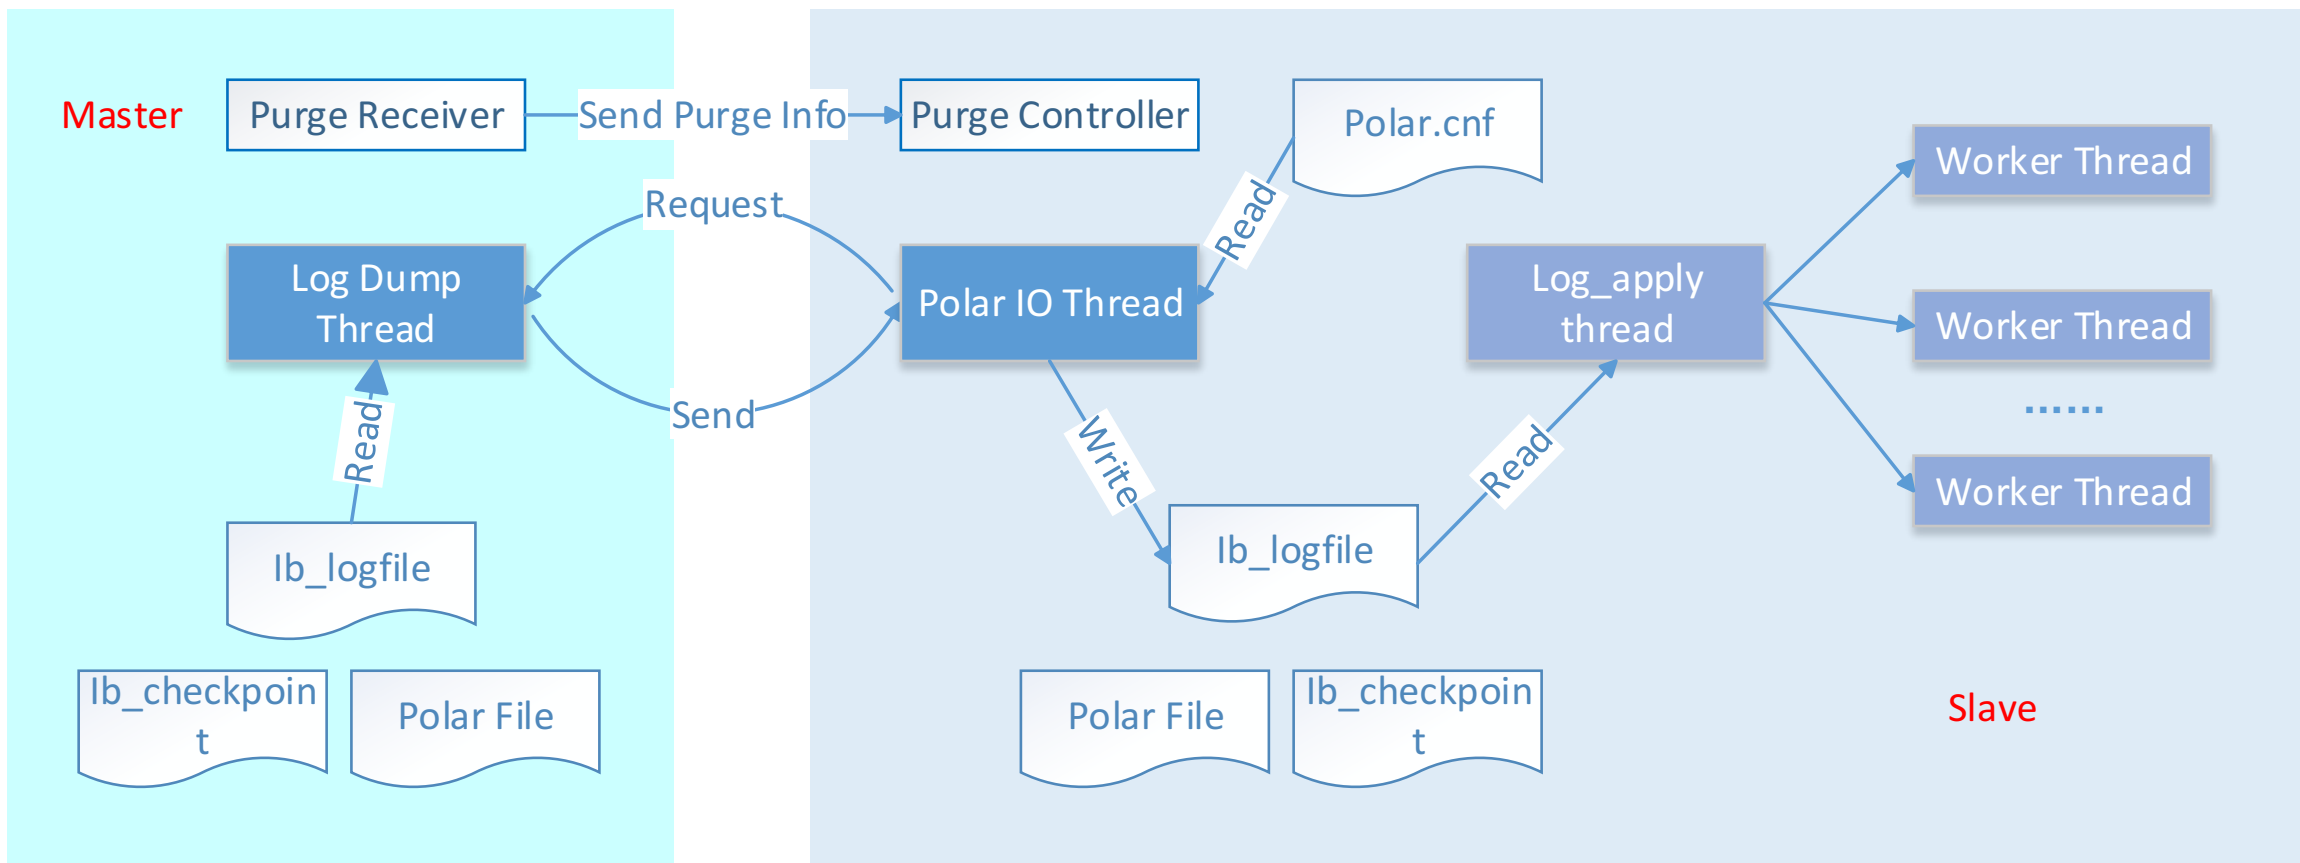 Master
Purge Receiver
Send Purge Info
Purge Controller
Polar.cnf
Read
Request
Log Dump
Thread
Polar IO Thread
Send
Read
Ib_logfile
Write
Ib_logfile
Read
Log_apply
thread
Worker Thread
Worker Thread
......
Worker Thread
Ib_checkpoin
t
Polar File
Polar File
Ib_checkpoin
t
Slave